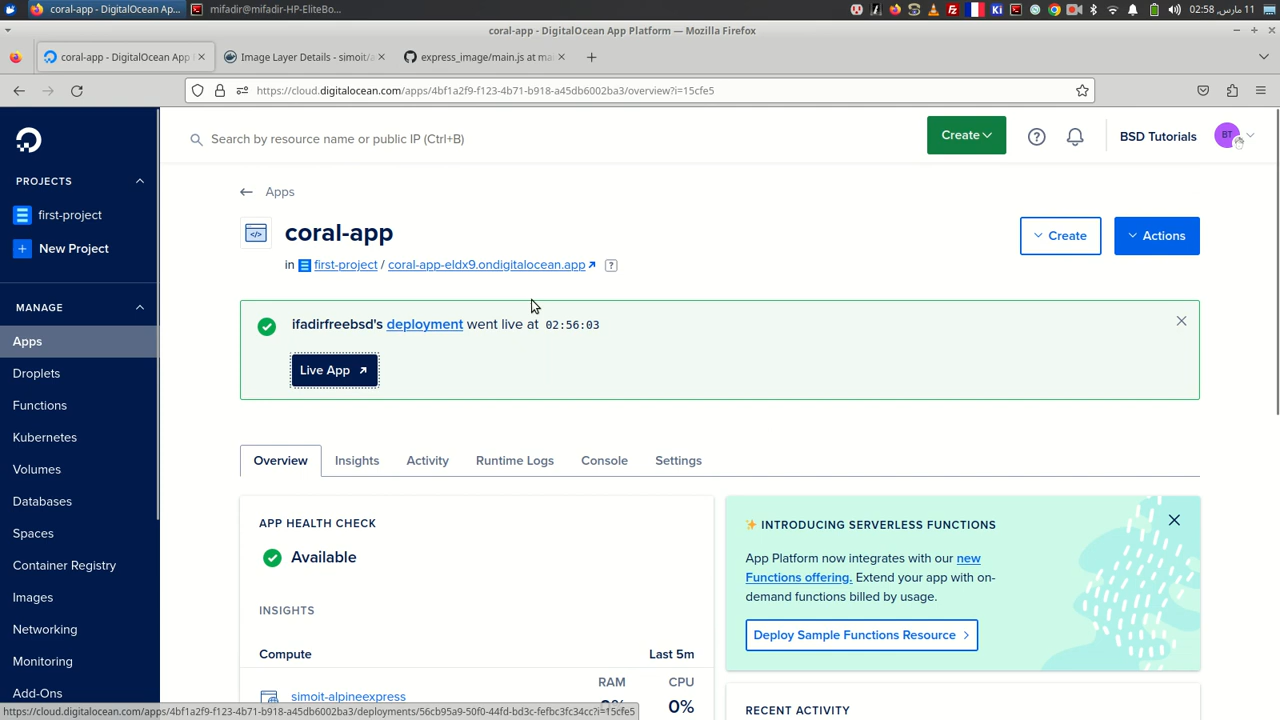 coral-app - DigitalOcean Ap...
mifadir@mifadir-HP-EliteBo...
11 مارس, 02:58
coral-app - DigitalOcean App Platform — Mozilla Firefox
coral-app - DigitalOcean App
Image Layer Details - simoit/a
express_image/main.js at ma
https://cloud.digitalocean.com/apps/4bf1a2f9-f123-4b71-b918-a45db6002ba3/overview?i=15cfe5
Search by resource name or public IP (Ctrl+B)
Create
BSD Tutorials
BT
PROJECTS
first-project
New Project
MANAGE
Apps
Droplets
Functions
Kubernetes
Volumes
Databases
Spaces
Container Registry
Images
Networking
Monitoring
Add-Ons
Apps
coral-app
in first-project / coral-app-eldx9.ondigitalocean.app ?
Create
Actions
ifadirfreebsd's deployment went live at 02:56:03
Live App
Overview
Insights
Activity
Runtime Logs
Console
Settings
APP HEALTH CHECK
Available
INSIGHTS
Compute
Last 5m
RAM
CPU
simoit-alpineexpress
0%
INTRODUCING SERVERLESS FUNCTIONS
App Platform now integrates with our new
Functions offering. Extend your app with on-
demand functions billed by usage.
Deploy Sample Functions Resource
RECENT ACTIVITY
https://cloud.digitalocean.com/apps/4bf1a2f9-f123-4b71-b918-a45db6002ba3/deployments/56cb95a9-50f0-44fd-bd3c-fefbc3fc34cc?i=15cfe5